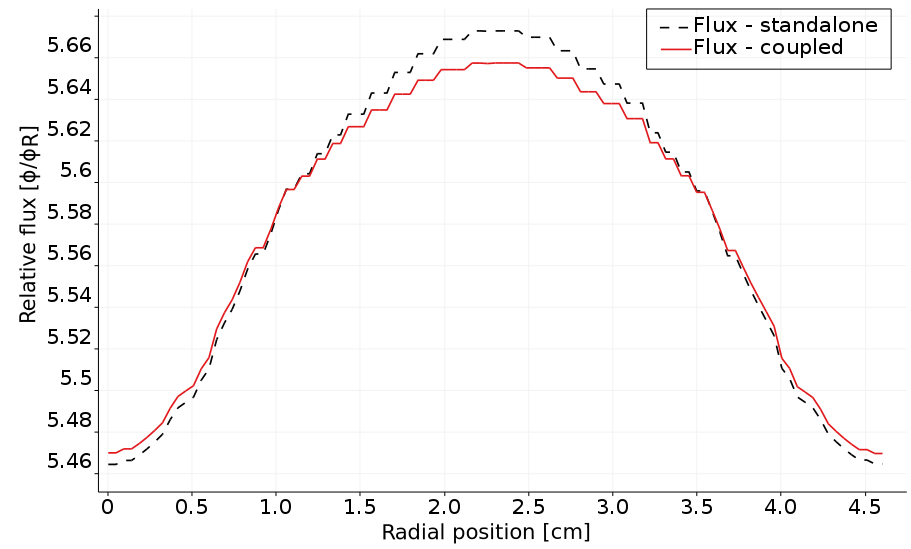 Flux - standalone
Flux - coupled
5.66
5.64
5.62
5.6
5.58
5.56
5.54
5.52
5.5
5.48
5.46
Relative flux [ϕ/ϕR]
0 0.5 1.0 1.5 2.0 2.5 3.0 3.5 4.0 4.5
Radial position [cm]